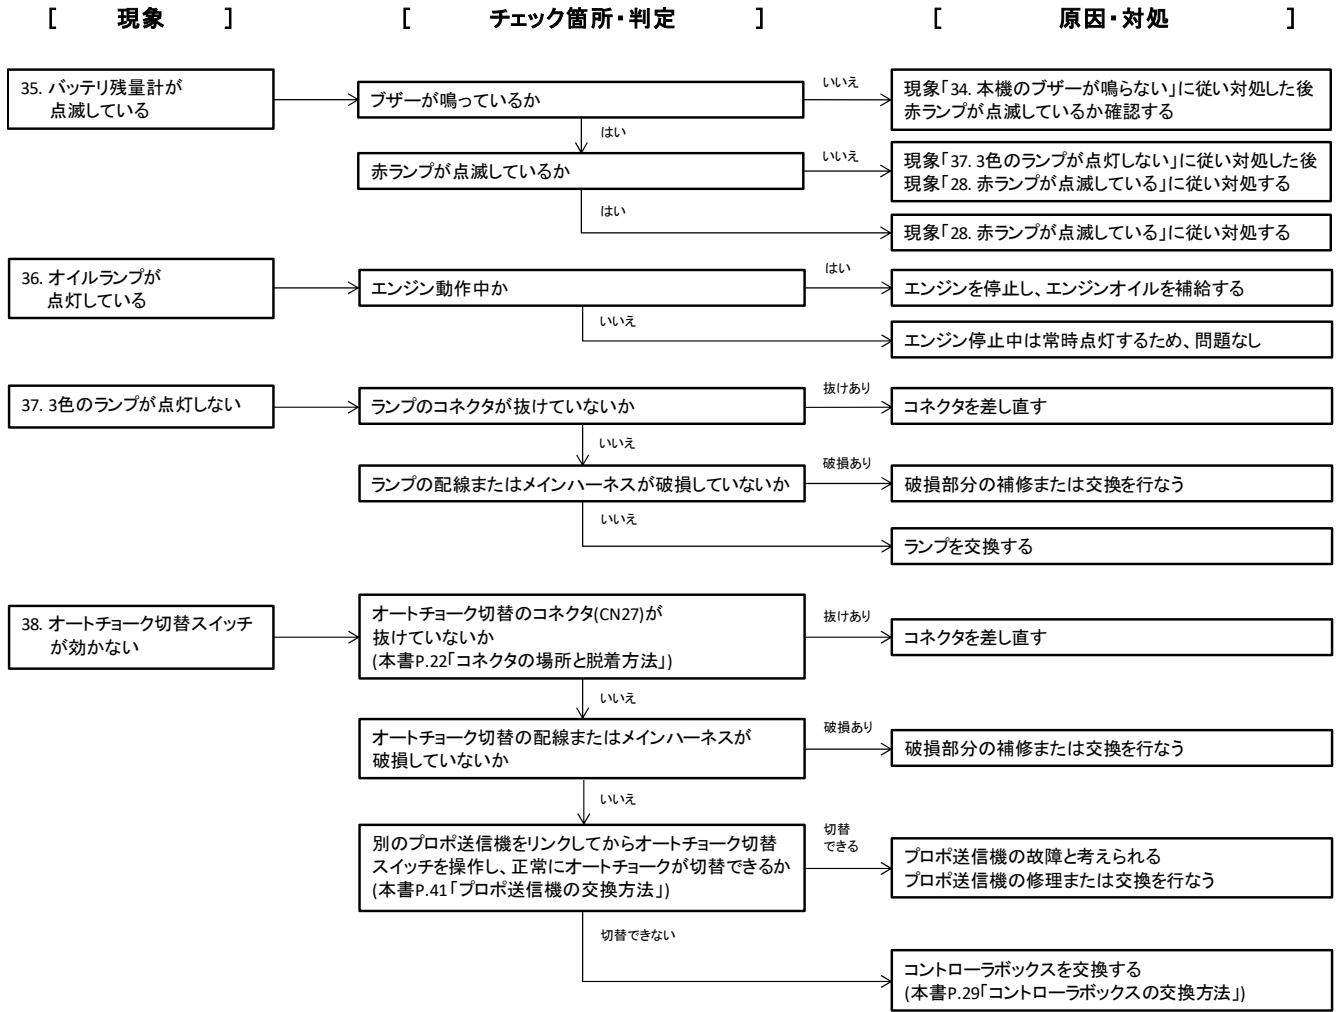 [ 現象 ]
[ チェック箇所・判定 ]
[ 原因・対処 ]
35. バッテリ残量計が
点滅している
ブザーが鳴っているか
いいえ
現象「34. 本機のブザーが鳴らない」に従い対処した後
赤ランプが点滅しているか確認する
はい
赤ランプが点滅しているか
いいえ
現象「37. 3色のランプが点灯しない」に従い対処した後
現象「28. 赤ランプが点滅している」に従い対処する
はい
現象「28. 赤ランプが点滅している」に従い対処する
36. オイルランプが
点灯している
エンジン動作中か
はい
エンジンを停止し、エンジンオイルを補給する
いいえ
エンジン停止中は常時点灯するため、問題なし
37. 3色のランプが点灯しない
ランプのコネクタが抜けていないか
抜けあり
コネクタを差し直す
いいえ
ランプの配線またはメインハーネスが破損していないか
破損あり
破損部分の補修または交換を行なう
いいえ
ランプを交換する
38. オートチョーク切替スイッチ
が効かない
オートチョーク切替のコネクタ(CN27)が
抜けていないか
(本書P.22「コネクタの場所と脱着方法」)
抜けあり
コネクタを差し直す
いいえ
オートチョーク切替の配線またはメインハーネスが
破損していないか
破損あり
破損部分の補修または交換を行なう
いいえ
別のプロポ送信機をリンクしてからオートチョーク切替
スイッチを操作し、正常にオートチョークが切替できるか
(本書P.41「プロポ送信機の交換方法」)
切替
できる
プロポ送信機の故障と考えられる
プロポ送信機の修理または交換を行なう
切替できない
コントローラボックスを交換する
(本書P.29「コントローラボックスの交換方法」)